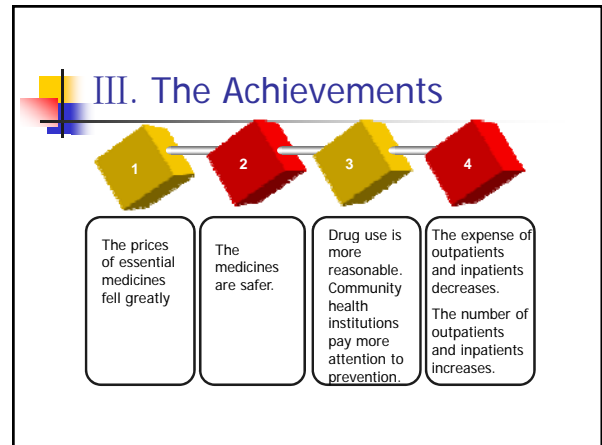 III. The Achievements
1
2
3
4
The prices
of essential
medicines
fell greatly
The
medicines
are safer.
Drug use is
more
reasonable.
Community
health
institutions
pay more
attention to
prevention.
The expense of
outpatients
and inpatients
decreases.
The number of
outpatients
and inpatients
increases.